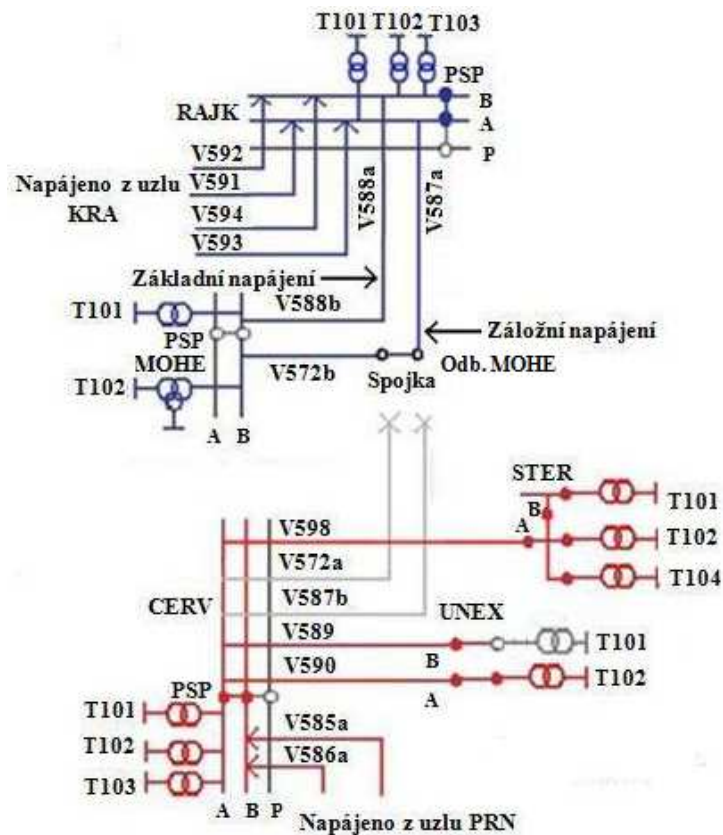 T101 T102 T103
PSP
B
RAJK
A
P
V592
V591
Napájeno z uzlu
KRA
V594
V593
V588a
V587a
Základní napájení
T101
V588b
PSP
Záložní napájení
MOHE
V572b
Spojka
Odb. MOHE
T102
A B
STER
T101
B
V598
A
T102
V572a
T104
CERV
V587b
UNEX
V589
T101
B
V590
PSP
A
T102
T101
V585a
T102
V586a
T103
A B P
Napájeno z uzlu PRN